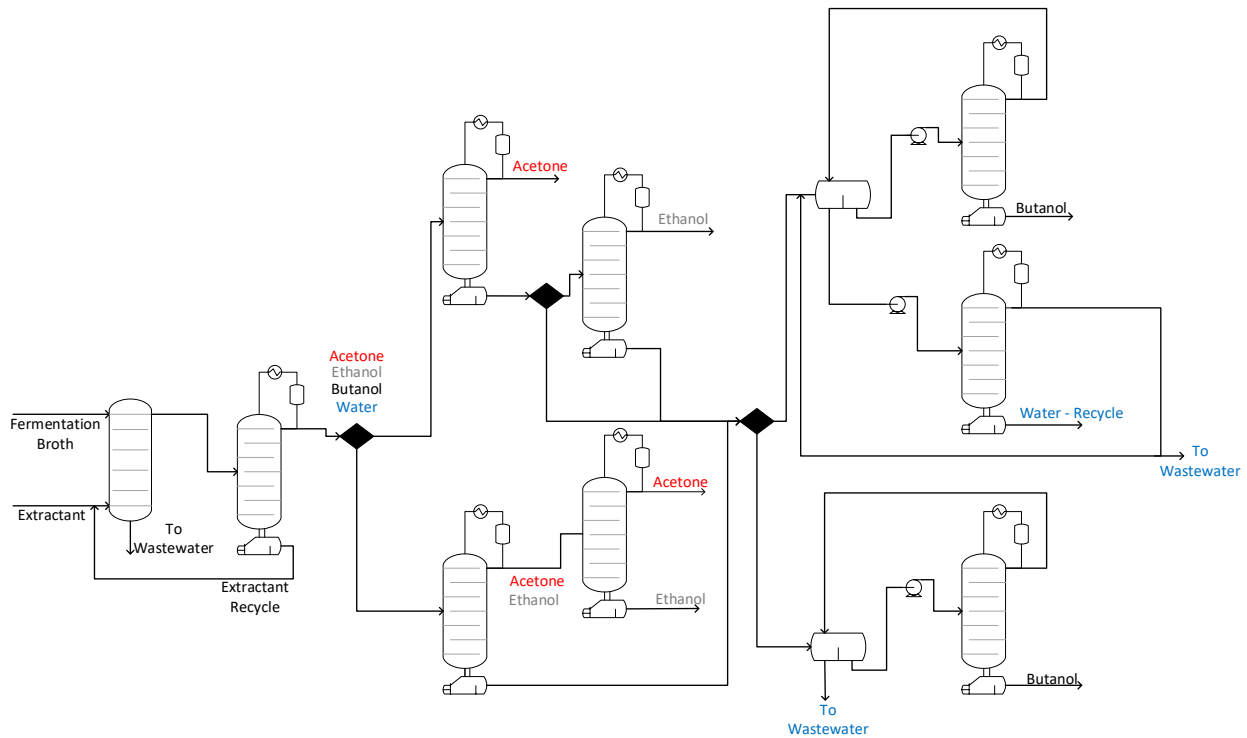 Fermentation
Broth
Extractant
To
Wastewater
Extractant
Recycle
Acetone
Ethanol
Butanol
Water
Acetone
Ethanol
Acetone
Ethanol
Acetone
Ethanol
Butanol
Water - Recycle
To
Wastewater
Butanol
To
Wastewater